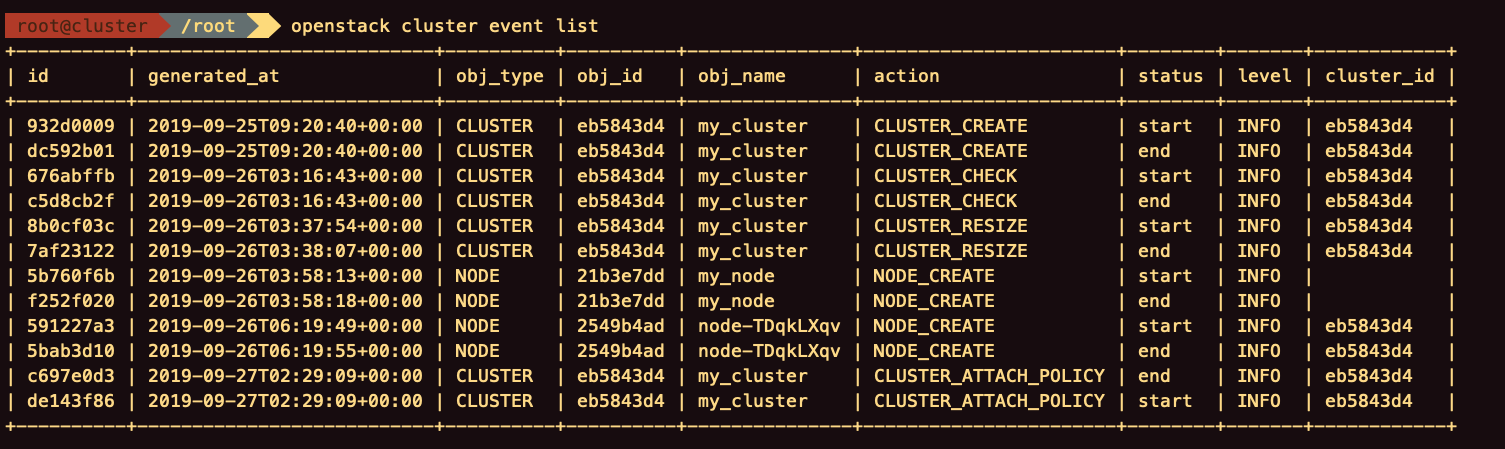 root@cluster /root openstack cluster event list
+----------+---------------------------+----------+----------+---------------+-----------------------+--------+-------+------------+
| id       | generated_at              | obj_type | obj_id   | obj_name      | action                | status | level | cluster_id |
+----------+---------------------------+----------+----------+---------------+-----------------------+--------+-------+------------+
| 932d0009 | 2019-09-25T09:20:40+00:00 | CLUSTER  | eb5843d4 | my_cluster    | CLUSTER_CREATE        | start  | INFO  | eb5843d4   |
| dc592b01 | 2019-09-25T09:20:40+00:00 | CLUSTER  | eb5843d4 | my_cluster    | CLUSTER_CREATE        | end    | INFO  | eb5843d4   |
| 676abffb | 2019-09-26T03:16:43+00:00 | CLUSTER  | eb5843d4 | my_cluster    | CLUSTER_CHECK         | start  | INFO  | eb5843d4   |
| c5d8cb2f | 2019-09-26T03:16:43+00:00 | CLUSTER  | eb5843d4 | my_cluster    | CLUSTER_CHECK         | end    | INFO  | eb5843d4   |
| 8b0cf03c | 2019-09-26T03:37:54+00:00 | CLUSTER  | eb5843d4 | my_cluster    | CLUSTER_RESIZE        | start  | INFO  | eb5843d4   |
| 7af23122 | 2019-09-26T03:38:07+00:00 | CLUSTER  | eb5843d4 | my_cluster    | CLUSTER_RESIZE        | end    | INFO  | eb5843d4   |
| 5b760f6b | 2019-09-26T03:58:13+00:00 | NODE     | 21b3e7dd | my_node       | NODE_CREATE           | start  | INFO  |            |
| f252f020 | 2019-09-26T03:58:18+00:00 | NODE     | 21b3e7dd | my_node       | NODE_CREATE           | end    | INFO  |            |
| 591227a3 | 2019-09-26T06:19:49+00:00 | NODE     | 2549b4ad | node-TDqkLXqv | NODE_CREATE           | start  | INFO  | eb5843d4   |
| 5bab3d10 | 2019-09-26T06:19:55+00:00 | NODE     | 2549b4ad | node-TDqkLXqv | NODE_CREATE           | end    | INFO  | eb5843d4   |
| c697e0d3 | 2019-09-27T02:29:09+00:00 | CLUSTER  | eb5843d4 | my_cluster    | CLUSTER_ATTACH_POLICY | end    | INFO  | eb5843d4   |
| de143f86 | 2019-09-27T02:29:09+00:00 | CLUSTER  | eb5843d4 | my_cluster    | CLUSTER_ATTACH_POLICY | start  | INFO  | eb5843d4   |
+----------+---------------------------+----------+----------+---------------+-----------------------+--------+-------+------------+